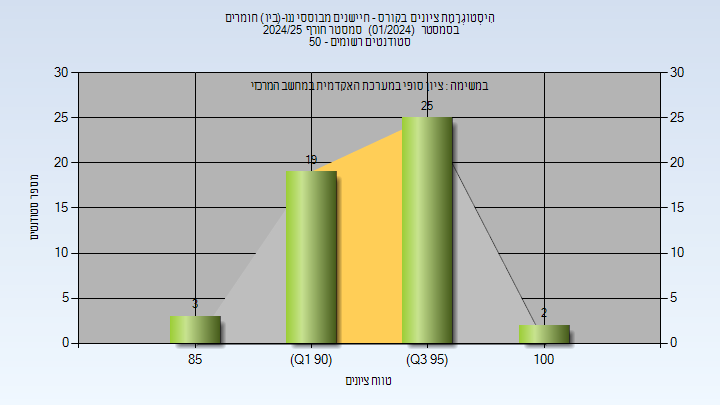 היסטוגרמת ציונים בקורס - חיישנים מבוססי ננו-(ביו) חומרים
בסמסטר (01/2024) סמסטר חורף 2024/25
סטודנטים רשומים - 50
במשימה : ציון סופי במערכת האקדמית במחשב המרכזי
30 30
25 25
20 20
15 15
10 10
5 5
0 0
3 19 25 2
מספר סטודנטים
85 (Q1 90) (Q3 95) 100
טווח ציונים